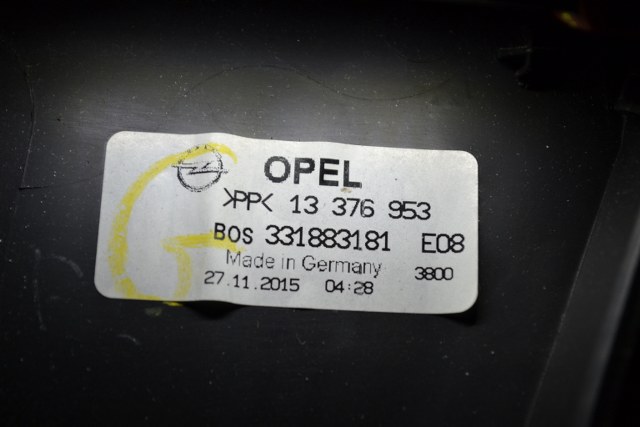 OPEL
>PP< 13 376 953
BOS 331883181 E08
Made in Germany 3800
27.11.2015 04:28